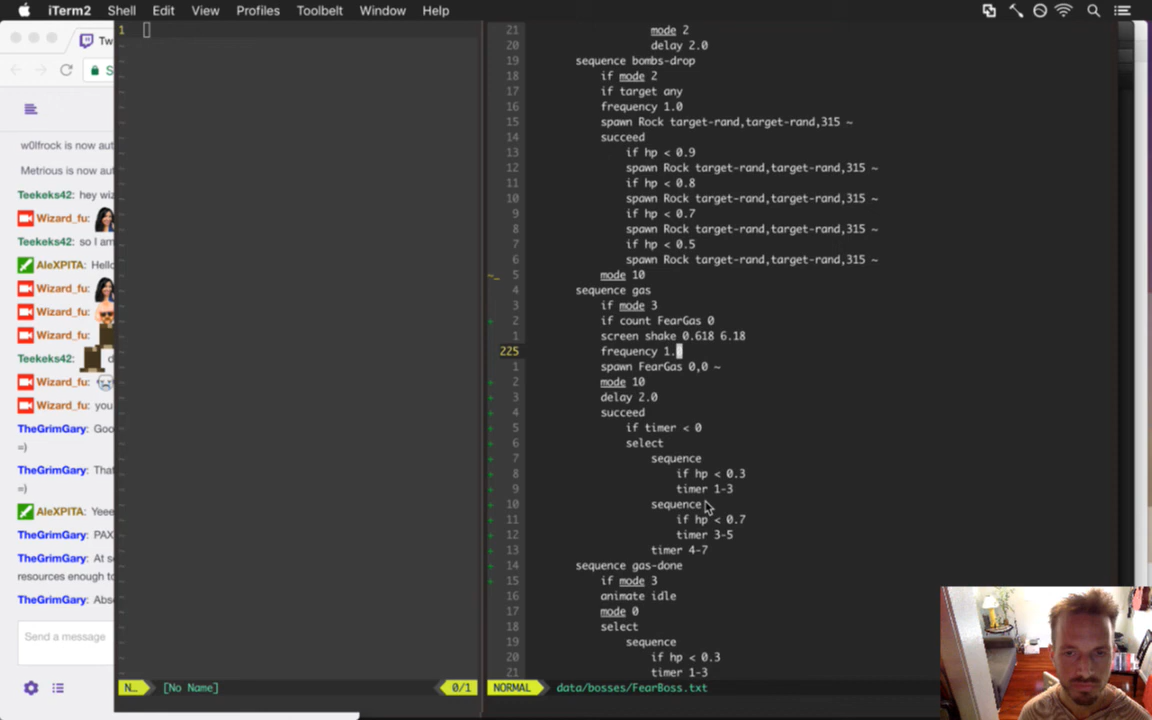 iTerm2 Shell Edit View Profiles Toolbelt Window Help
Tw
S
w0lfrock is now aut
Metrious is now aut
Teekeks42: hey wiz
Wizard_fu:
Teekeks42: so I am
AleXPITA: Hello
Wizard_fu:
Wizard_fu:
Wizard_fu:
Teekeks42:
Wizard_fu:
Wizard_fu: you
TheGrimGary: Goo
=)
TheGrimGary: That
=)
AleXPITA: Yeee
TheGrimGary: PAX
TheGrimGary: At so
resources enough to
TheGrimGary: Abso
Send a message
1
~
N… [No Name] 0/1
21 mode 2
20 delay 2.0
19 sequence bombs-drop
18 if mode 2
17 if target any
16 frequency 1.0
15 spawn Rock target-rand,target-rand,315 ~
14 succeed
13 if hp < 0.9
12 spawn Rock target-rand,target-rand,315 ~
11 if hp < 0.8
10 spawn Rock target-rand,target-rand,315 ~
9 if hp < 0.7
8 spawn Rock target-rand,target-rand,315 ~
7 if hp < 0.5
6 spawn Rock target-rand,target-rand,315 ~
~_ 5 mode 10
4 sequence gas
3 if mode 3
+ 2 if count FearGas 0
1 screen shake 0.618 6.18
225 frequency 1.0
1 spawn FearGas 0,0 ~
+ 2 mode 10
+ 3 delay 2.0
+ 4 succeed
+ 5 if timer < 0
+ 6 select
+ 7 sequence
+ 8 if hp < 0.3
+ 9 timer 1-3
+ 10 sequence
+ 11 if hp < 0.7
+ 12 timer 3-5
+ 13 timer 4-7
+ 14 sequence gas-done
+ 15 if mode 3
16 animate idle
17 mode 0
18 select
19 sequence
20 if hp < 0.3
21 timer 1-3
NORMAL data/bosses/FearBoss.txt